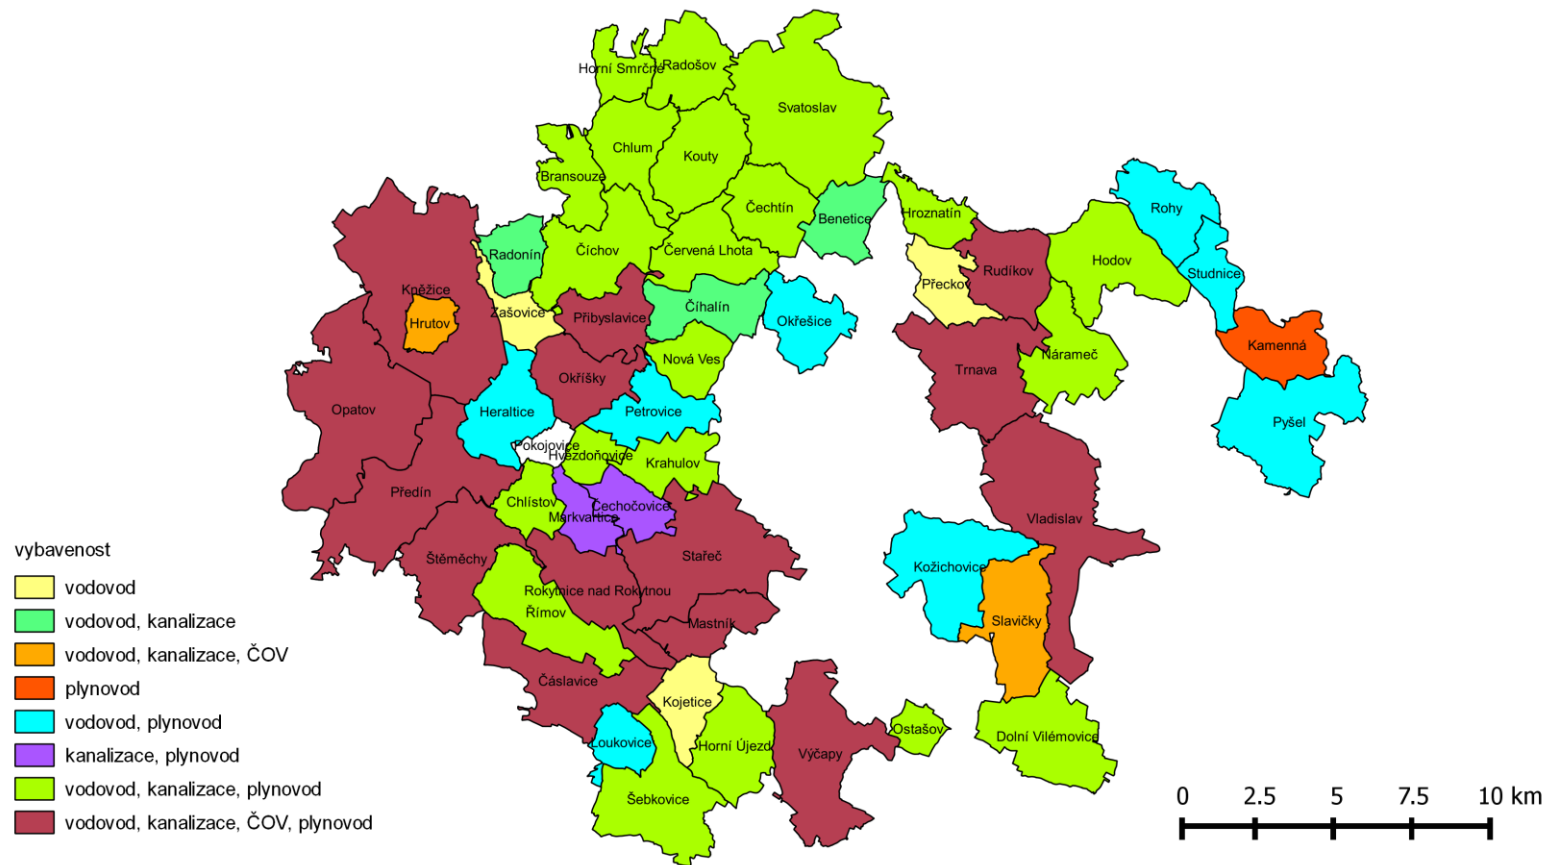 Horní Smrčné
Radošov
Svatoslav
Chlum
Kouty
Bransouze
Čechtín
Benetice
Hroznatín
Rohy
Radonín
Číchov
Červená Lhota
Přeckov
Rudíkov
Hodov
Studnice
Kněžice
Hrutov
Zašovice
Přibyslavice
Číhalín
Okřešice
Kamenná
Nová Ves
Nárameč
Okříšky
Trnava
Opatov
Heraltice
Petrovice
Pyšel
Pokojovice
Hvězdoňovice
Krahulov
Předín
Chlístov
Čechočovice
Markvartice
Vladislav
Štěměchy
Stařeč
Kožichovice
Rokytnice nad Rokytnou
Římov
Mastník
Slavičky
Čáslavice
Kojetice
Loukovice
Horní Újezd
Výčapy
Ostašov
Dolní Vilémovice
Šebkovice
vybavenost
vodovod
vodovod, kanalizace
vodovod, kanalizace, ČOV
plynovod
vodovod, plynovod
kanalizace, plynovod
vodovod, kanalizace, plynovod
vodovod, kanalizace, ČOV, plynovod
0 2.5 5 7.5 10 km